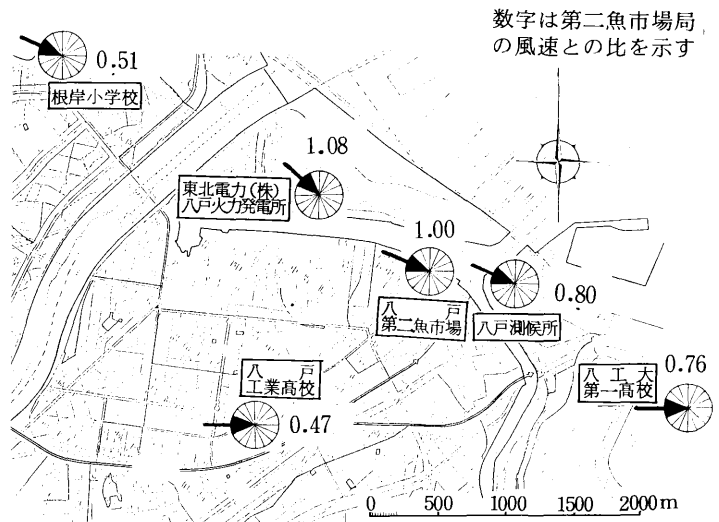 数字は第二魚市場局
の風速との比を示す
0.51
根岸小学校
1.08
東北電力(株)
八戸火力発電所
1.00
八戸
第二魚市場
0.80
八戸測候所
八戸
工業高校
0.47
八工大
第一高校
0.76
0 500 1000 1500 2000m